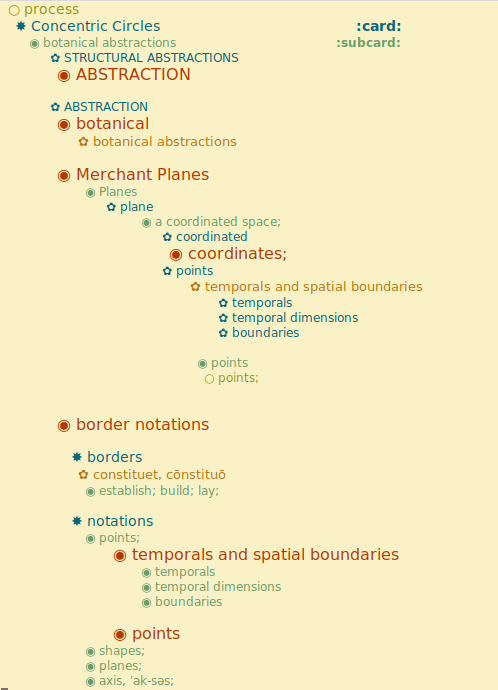 process
Concentric Circles :card:
botanical abstractions :subcard:
STRUCTURAL ABSTRACTIONS
ABSTRACTION
ABSTRACTION
botanical
botanical abstractions
Merchant Planes
Planes
plane
a coordinated space;
coordinated
coordinates;
points
temporals and spatial boundaries
temporals
temporal dimensions
boundaries
points
points;
border notations
borders
constituet, cōnstituō
establish; build; lay;
notations
points;
temporals and spatial boundaries
temporals
temporal dimensions
boundaries
points
shapes;
planes;
axis, ˈak-səs;